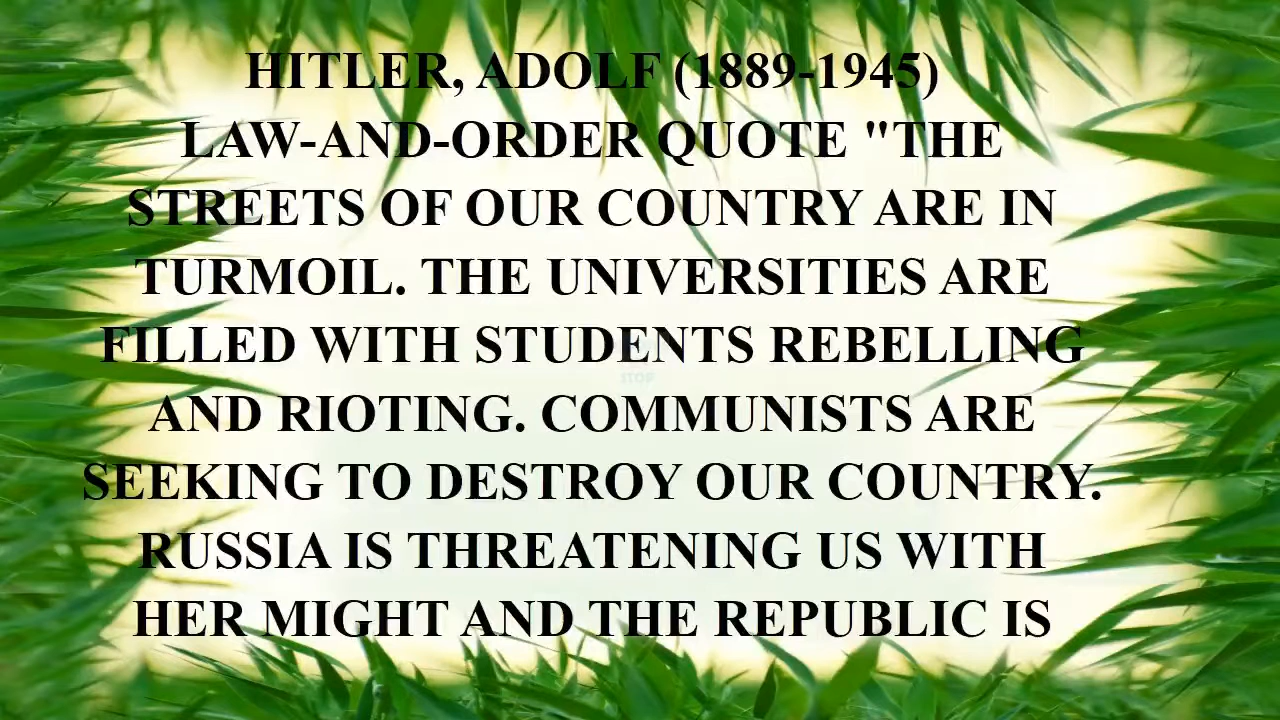 HITLER, ADOLF (1889-1945)
LAW-AND-ORDER QUOTE "THE
STREETS OF OUR COUNTRY ARE IN
TURMOIL. THE UNIVERSITIES ARE
FILLED WITH STUDENTS REBELLING
AND RIOTING. COMMUNISTS ARE
SEEKING TO DESTROY OUR COUNTRY.
RUSSIA IS THREATENING US WITH
HER MIGHT AND THE REPUBLIC IS
STOP